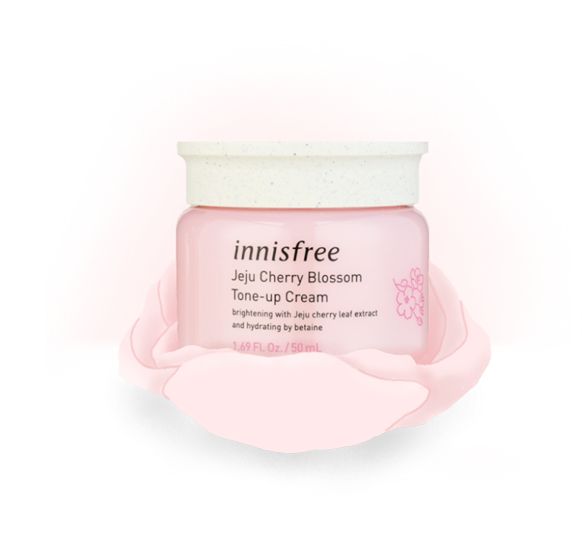 innisfree
Jeju Cherry Blossom
Tone-up Cream
brightening with Jeju cherry leaf extract
and hydrating by betaine
1.69 FL Oz. / 50 mL